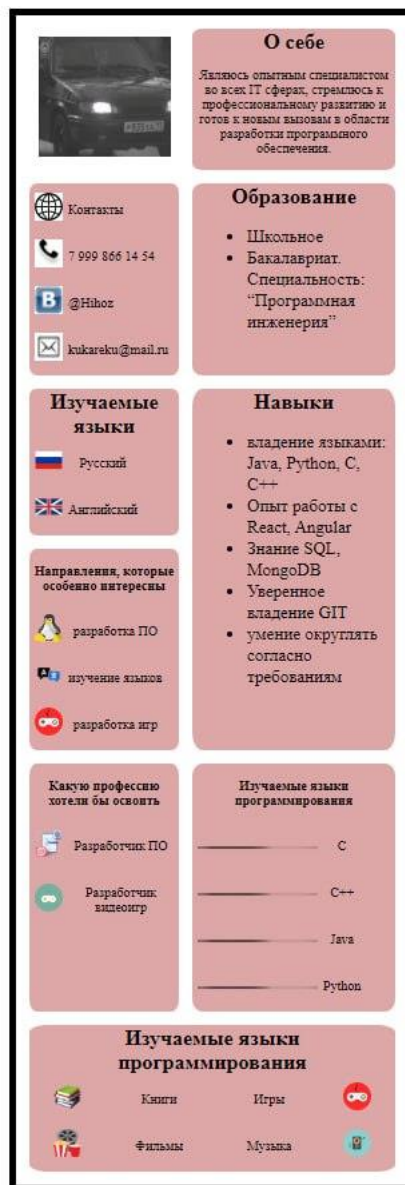 О себе
Являюсь опытным специалистом
во всех IT сферах, стремлюсь к
профессиональному развитию и
готов к новым вызовам в области
разработки программного
обеспечения.
Контакты
7 999 866 14 54
@Hihoz
kukareku@mail.ru
Образование
• Школьное
• Бакалавриат.
Специальность:
“Программная
инженерия”
Изучаемые
языки
Русский
Английский
Навыки
• владение языками:
Java, Python, C,
C++
• Опыт работы с
React, Angular
• Знание SQL,
MongoDB
• Уверенное
владение GIT
• умение округлять
согласно
требованиям
Направления, которые
особенно интересны
разработка ПО
изучение языков
разработка игр
Какую профессию
хотели бы освоить
Разработчик ПО
Разработчик
видеоигр
Изучаемые языки
программирования
C
C++
Java
Python
Изучаемые языки
программирования
Книги
Игры
Фильмы
Музыка